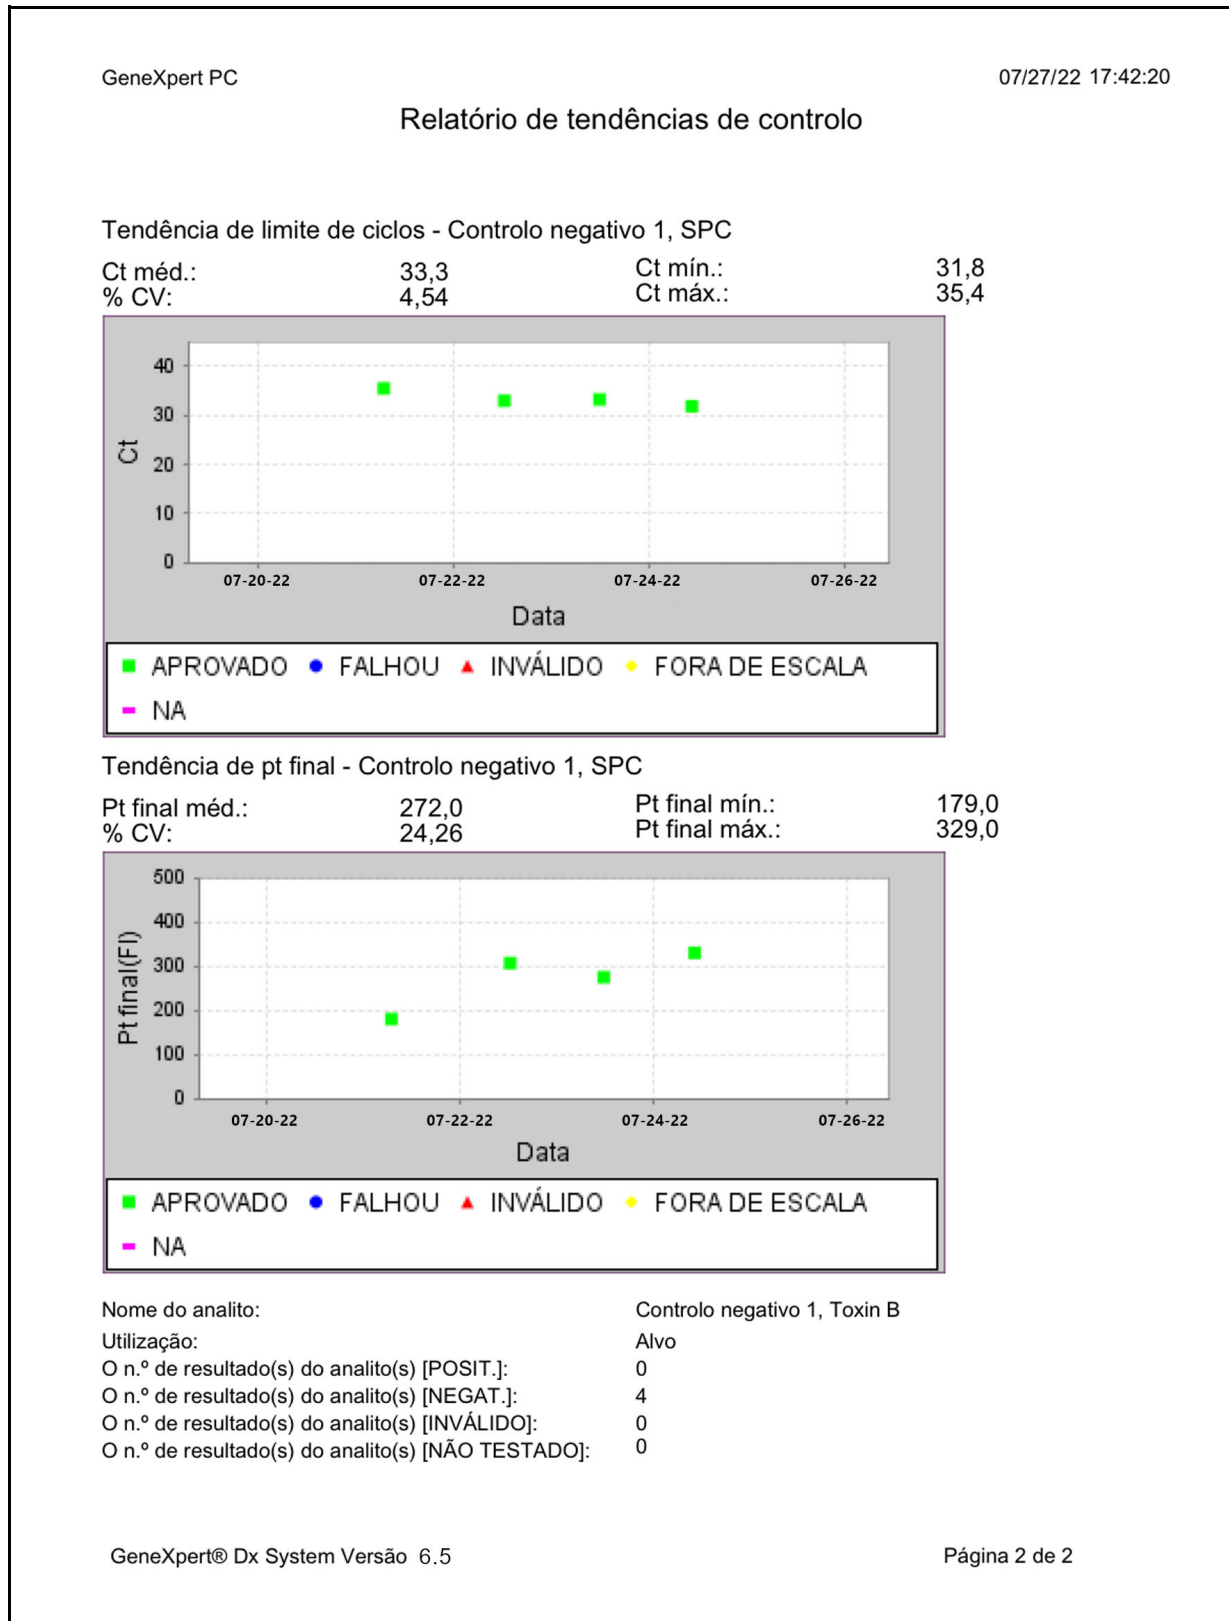 GeneXpert PC 07/27/22 17:42:20
Relatório de tendências de controlo
Tendência de limite de ciclos - Controlo negativo 1, SPC
Ct méd.: 33,3 Ct mín.: 31,8
% CV: 4,54 Ct máx.: 35,4
40
30
20
10
0
Ct
07-20-22 07-22-22 07-24-22 07-26-22
Data
APROVADO FALHOU INVÁLIDO FORA DE ESCALA
NA
Tendência de pt final - Controlo negativo 1, SPC
Pt final méd.: 272,0 Pt final mín.: 179,0
% CV: 24,26 Pt final máx.: 329,0
500
400
300
200
100
0
Pt final(Fl)
07-20-22 07-22-22 07-24-22 07-26-22
Data
APROVADO FALHOU INVÁLIDO FORA DE ESCALA
NA
Nome do analito: Controlo negativo 1, Toxin B
Utilização: Alvo
O n.º de resultado(s) do analito(s) [POSIT.]: 0
O n.º de resultado(s) do analito(s) [NEGAT.]: 4
O n.º de resultado(s) do analito(s) [INVÁLIDO]: 0
O n.º de resultado(s) do analito(s) [NÃO TESTADO]: 0
GeneXpert® Dx System Versão 6.5 Página 2 de 2